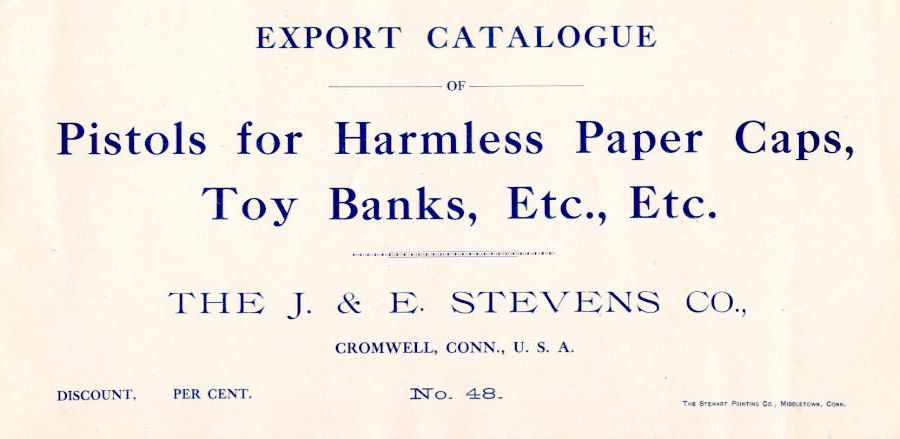 EXPORT CATALOGUE
OF
Pistols for Harmless Paper Caps,
Toy Banks, Etc., Etc.
THE J. & E. STEVENS CO.,
CROMWELL, CONN., U. S. A.
DISCOUNT, PER CENT. No. 48. THE STEWART PRINTING CO., MIDDLETOWN, CONN.